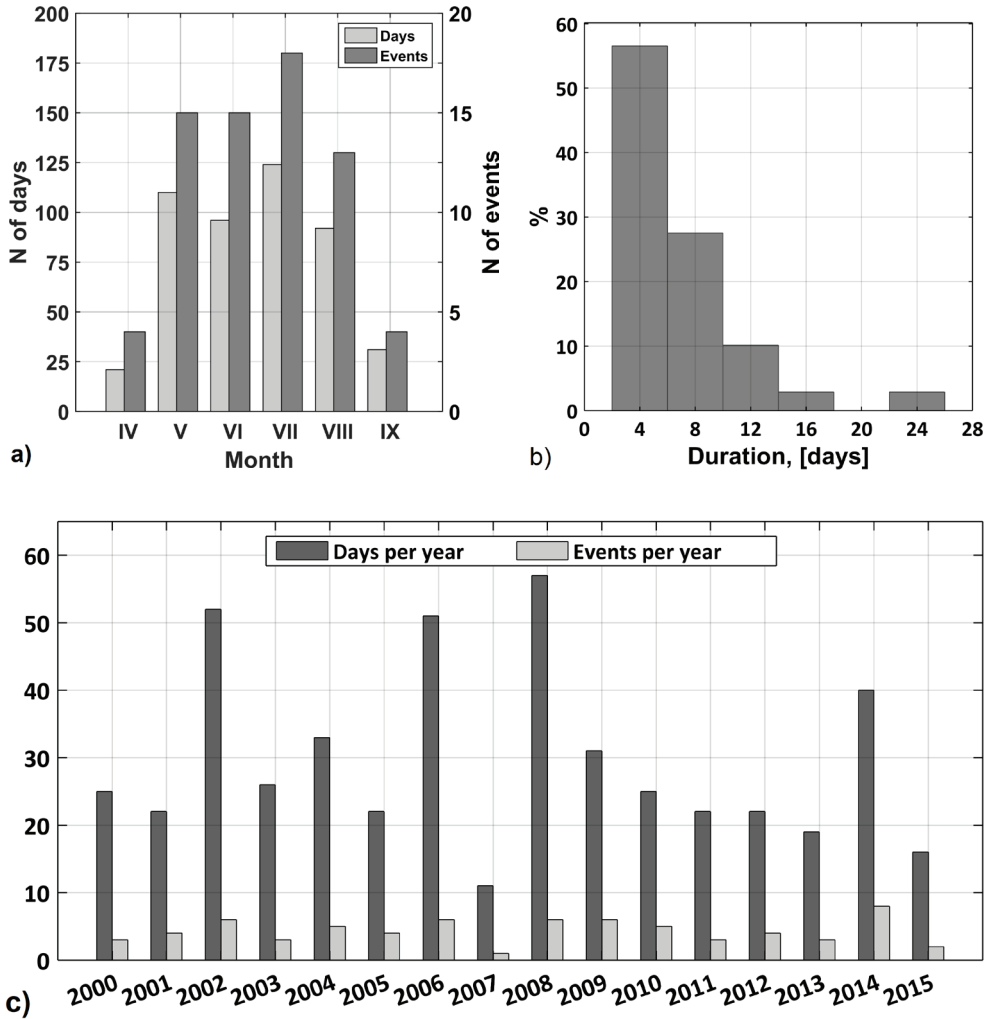 200
175
150
125
100
75
50
25
0
N of days
20
15
10
5
0
N of events
Days
Events
IV V VI VII VIII IX
Month
a)
60
50
40
30
20
10
0
%
0 4 8 12 16 20 24 28
Duration, [days]
b)
Days per year Events per year
60
50
40
30
20
10
0
2000 2001 2002 2003 2004 2005 2006 2007 2008 2009 2010 2011 2012 2013 2014 2015
c)